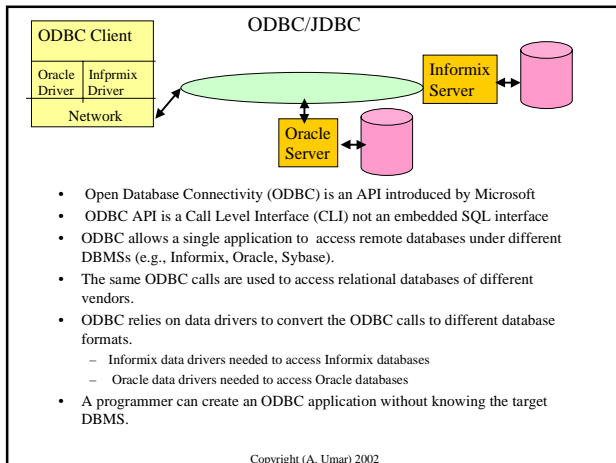 ODBC/JDBC
ODBC Client
Oracle Infprmix
Driver Driver
Network
Informix
Server
Oracle
Server
• Open Database Connectivity (ODBC) is an API introduced by Microsoft
• ODBC API is a Call Level Interface (CLI) not an embedded SQL interface
• ODBC allows a single application to access remote databases under different
DBMSs (e.g., Informix, Oracle, Sybase).
• The same ODBC calls are used to access relational databases of different
vendors.
• ODBC relies on data drivers to convert the ODBC calls to different database
formats.
– Informix data drivers needed to access Informix databases
– Oracle data drivers needed to access Oracle databases
• A programmer can create an ODBC application without knowing the target
DBMS.
Copyright (A. Umar) 2002